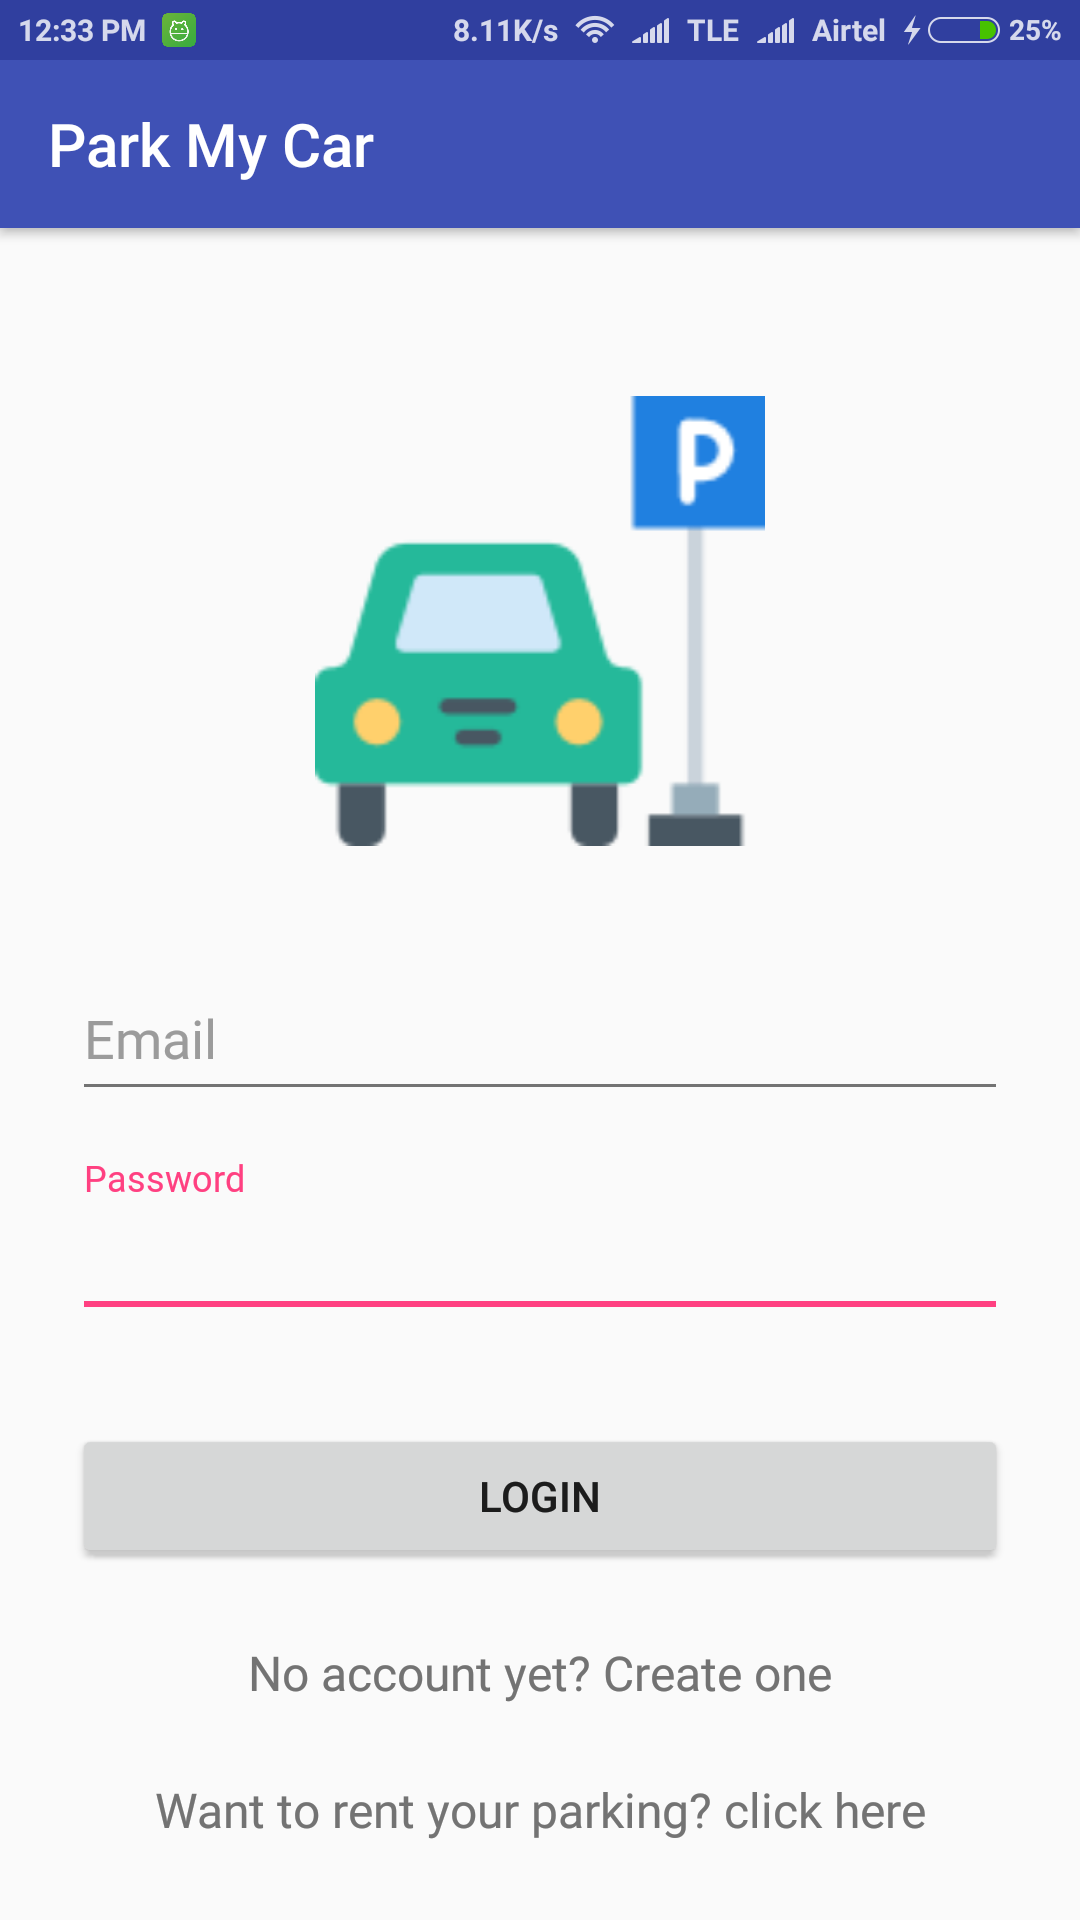 12:33 PM 8.11K/s TLE Airtel 25%
Park My Car
P
Email
Password
LOGIN
No account yet? Create one
Want to rent your parking? click here